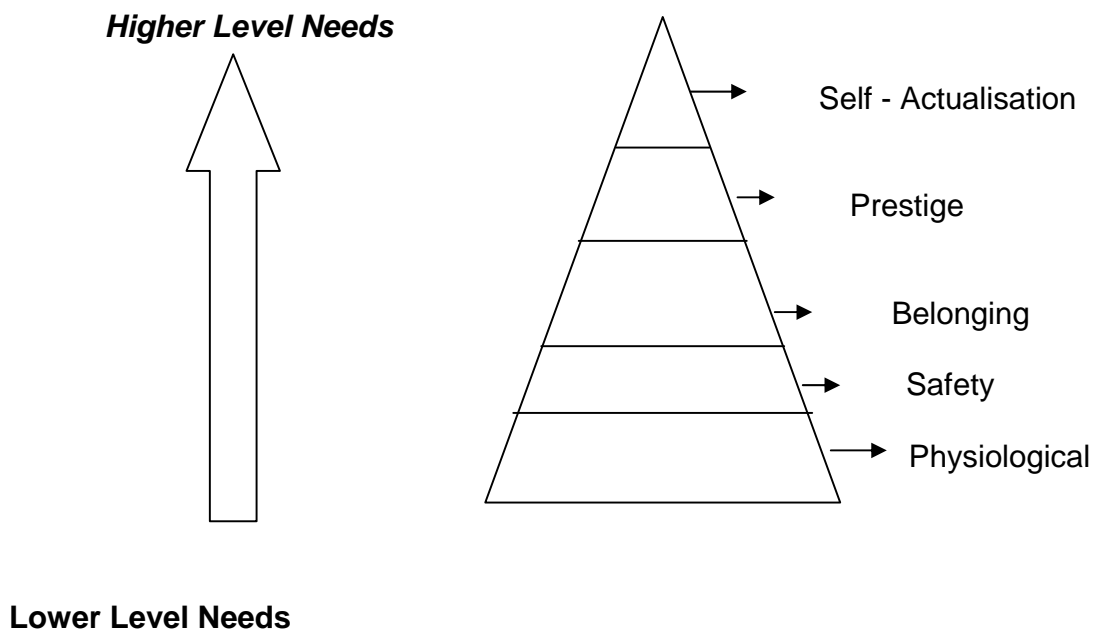 Higher Level Needs
Self - Actualisation
Prestige
Belonging
Safety
Physiological
Lower Level Needs